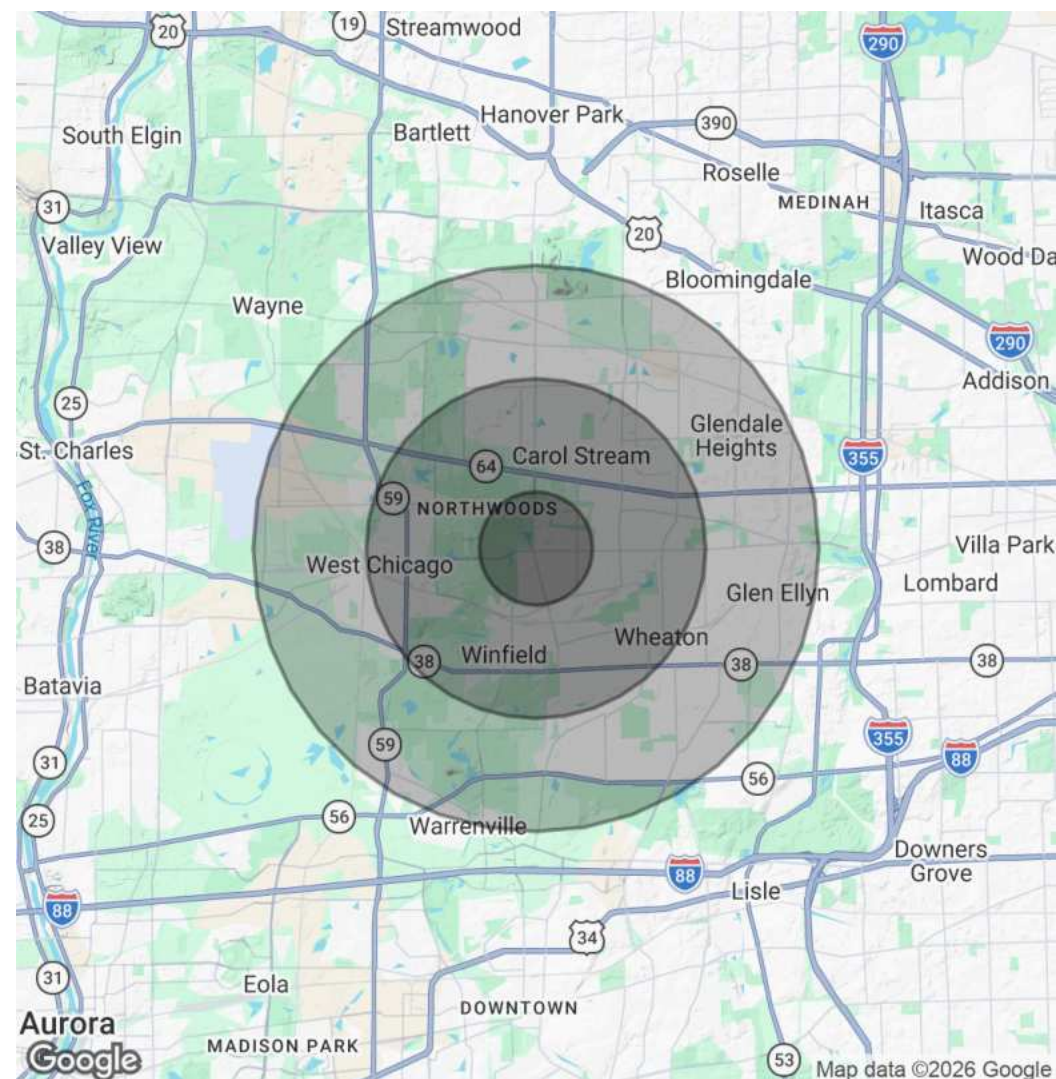 20
19
Streamwood
290
Hanover Park
390
South Elgin
Bartlett
Roselle
MEDINAH
31
Itasca
20
Valley View
Wood Da
Bloomingdale
Wayne
290
25
Addison
Glendale
Heights
St. Charles
355
Carol Stream
64
59
NORTHWOODS
Fox River
38
Villa Park
West Chicago
Lombard
Glen Ellyn
Wheaton
38
Winfield
38
38
Batavia
59
355
31
88
56
25
56
Warrenville
Downers
Grove
88
Lisle
88
34
31
Eola
DOWNTOWN
Aurora
MADISON PARK
Google
53
Map data ©2026 Google